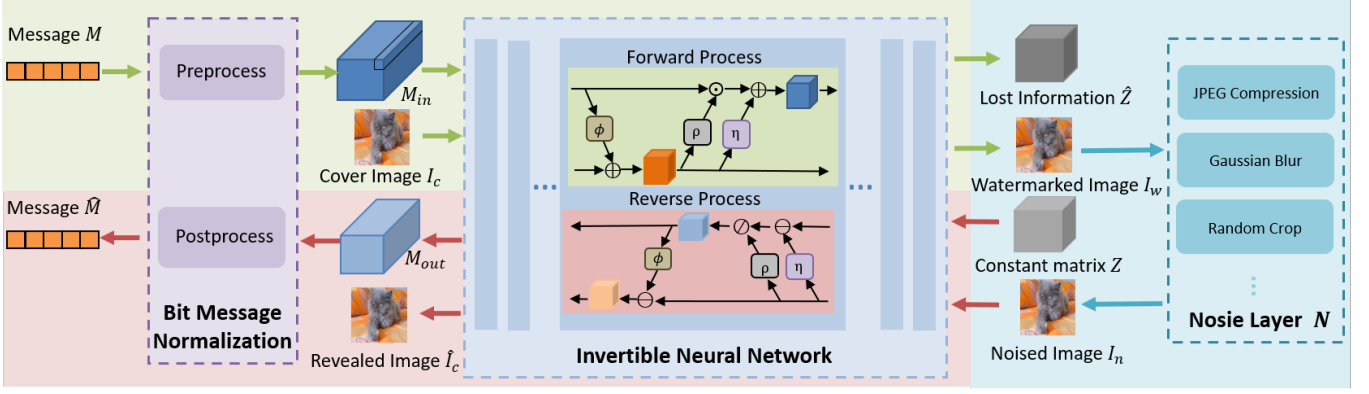 Message M
Preprocess
M_in
Cover Image I_c
Message M̂
Postprocess
M_out
Bit Message
Normalization
Revealed Image Î_c
Forward Process
ϕ
ρ
η
...
...
Reverse Process
ϕ
ρ
η
Invertible Neural Network
Lost Information Ẑ
Watermarked Image I_w
Constant matrix Z
Noised Image I_n
JPEG Compression
Gaussian Blur
Random Crop
⋮
Nosie Layer N